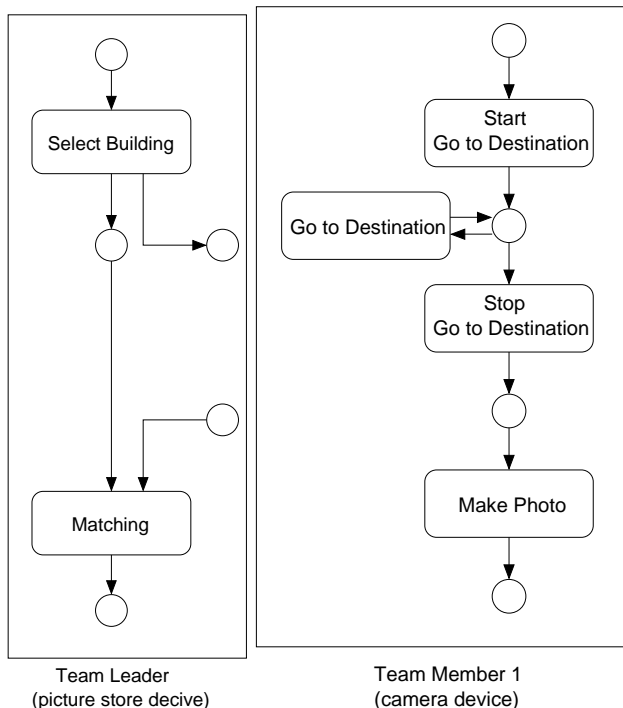 Select Building
Matching
Team Leader
(picture store decive)
Start
Go to Destination
Go to Destination
Stop
Go to Destination
Make Photo
Team Member 1
(camera device)